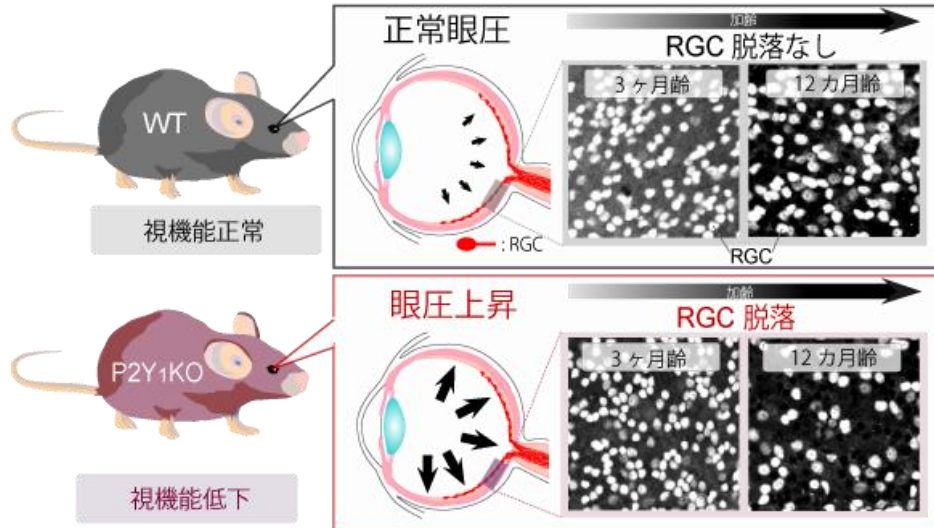 正常眼圧
加齢
RGC 脱落なし
3ヶ月齢
12カ月齢
WT
視機能正常
: RGC
RGC
眼圧上昇
加齢
RGC 脱落
3ヶ月齢
12カ月齢
P2Y₁KO
視機能低下